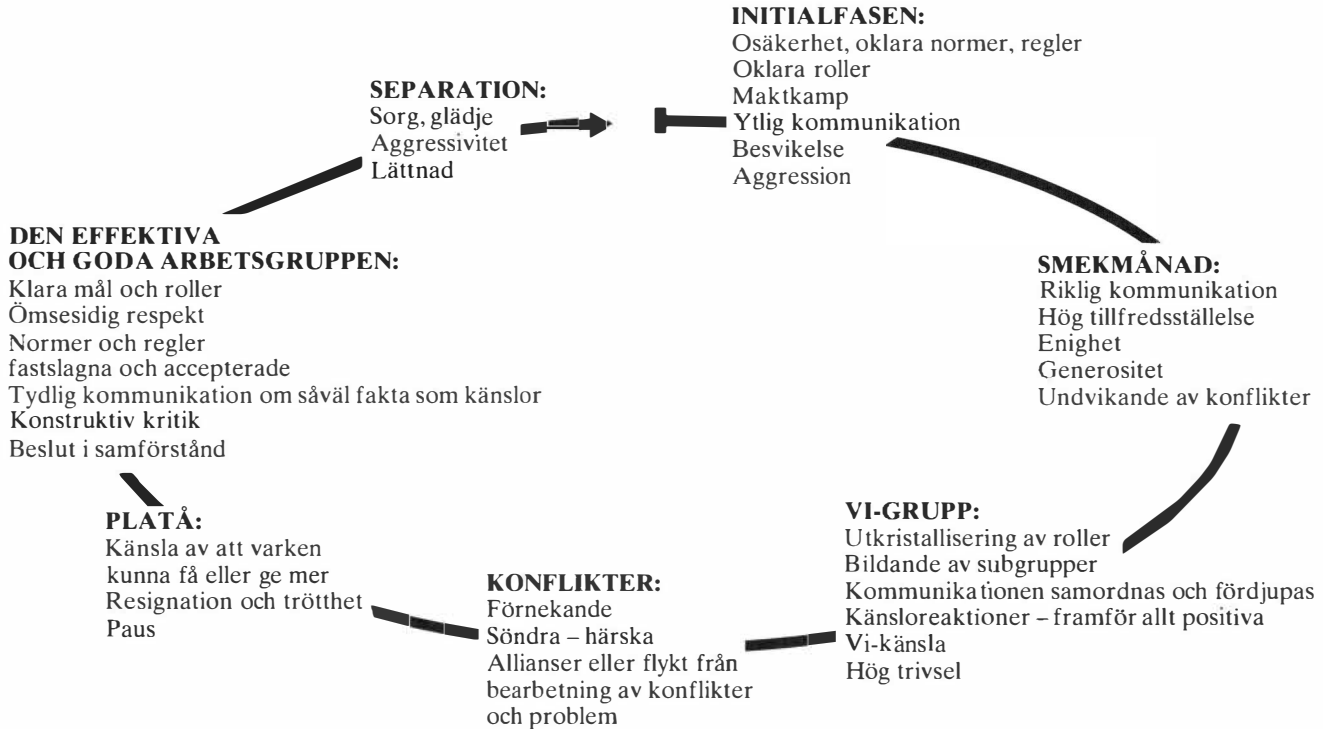 INITIALFASEN:
Osäkerhet, oklara normer, regler
Oklara roller
Maktkamp
Ytlig kommunikation
Besvikelse
Aggression
SMEKMÅNAD:
Riklig kommunikation
Hög tillfredsställelse
Enighet
Generositet
Undvikande av konflikter
VI-GRUPP:
Utkristallisering av roller
Bildande av subgrupper
Kommunikationen samordnas och fördjupas
Känsloreaktioner – framför allt positiva
Vi-känsla
Hög trivsel
KONFLIKTER:
Förnekande
Söndra – härska
Allianser eller flykt från
bearbetning av konflikter
och problem
PLATÅ:
Känsla av att varken
kunna få eller ge mer
Resignation och trötthet
Paus
DEN EFFEKTIVA
OCH GODA ARBETSGRUPPEN:
Klara mål och roller
Ömsesidig respekt
Normer och regler
fastslagna och accepterade
Tydlig kommunikation om såväl fakta som känslor
Konstruktiv kritik
Beslut i samförstånd
SEPARATION:
Sorg, glädje
Aggressivitet
Lättnad